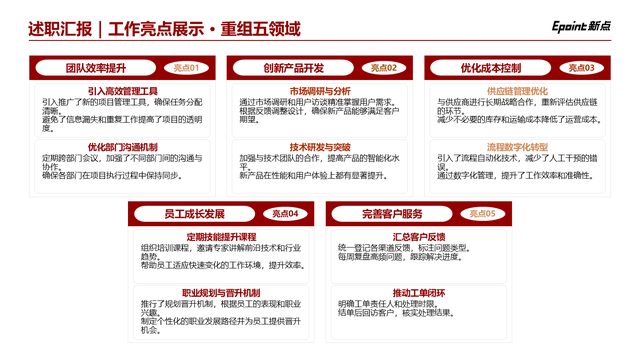 述职汇报｜工作亮点展示·重组五领域
Epoint新点
团队效率提升 亮点01
引入高效管理工具
引入推广了新的项目管理工具，确保任务分配
清晰。
避免了信息漏失和重复工作提高了项目的透明
度。
优化部门沟通机制
定期跨部门会议，加强了不同部门间的沟通与
协作。
确保各部门在项目执行过程中保持同步。
创新产品开发 亮点02
市场调研与分析
通过市场调研和用户访谈精准掌握用户需求。
根据反馈调整设计，确保新产品能够满足客户
期望。
技术研发与突破
加强与技术团队的合作，提高产品的智能化水
平。
新产品在性能和用户体验上都有显著提升。
优化成本控制 亮点03
供应链管理优化
与供应商进行长期战略合作，重新评估供应链
的环节。
减少不必要的库存和运输成本降低了运营成本。
流程数字化转型
引入了流程自动化技术，减少了人工干预的错
误。
通过数字化管理，提升了工作效率和准确性。
员工成长发展 亮点04
定期技能提升课程
组织培训课程，邀请专家讲解前沿技术和行业
趋势。
帮助员工适应快速变化的工作环境，提升效率。
职业规划与晋升机制
推行了规划晋升机制，根据员工的表现和职业
兴趣。
制定个性化的职业发展路径并为员工提供晋升
机会。
完善客户服务 亮点05
汇总客户反馈
统一登记各渠道反馈，标注问题类型。
每周复盘高频问题，跟踪解决进度。
推动工单闭环
明确工单责任人和处理时限。
结单后回访客户，核实处理结果。